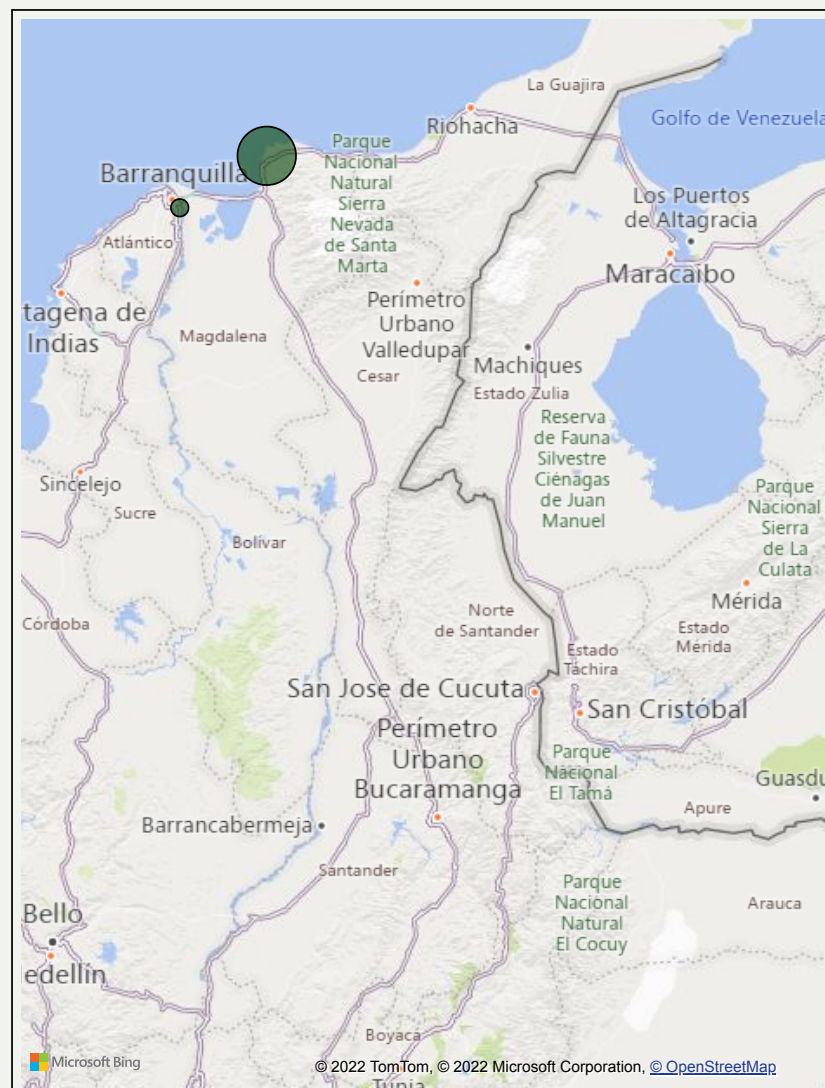 La Guajira
Golfo de Venezuela
Riohacha
Parque
Nacional
Natural
Sierra
Nevada
de Santa
Marta
Barranquilla
Los Puertos
de Altagracia
Atlántico
Maracaibo
tagena de
Indias
Perímetro
Urbano
Valledupar
Magdalena
Machiques
Cesar
Estado Zulia
Reserva
de Fauna
Silvestre
Ciénagas
de Juan
Manuel
Sincelejo
Sucre
Parque
Nacional
Sierra
de La
Culata
Bolívar
Mérida
Córdoba
Norte
de Santander
Estado
Mérida
Estado
Táchira
San Jose de Cucuta
San Cristóbal
Perímetro
Urbano
Bucaramanga
Parque
Nacional
El Tamá
Guasdu
Apure
Barrancabermeja
Santander
Parque
Nacional
Natural
El Cocuy
Arauca
Bello
edellín
Boyaca
Tunja
Microsoft Bing
© 2022 TomTom, © 2022 Microsoft Corporation, © OpenStreetMap